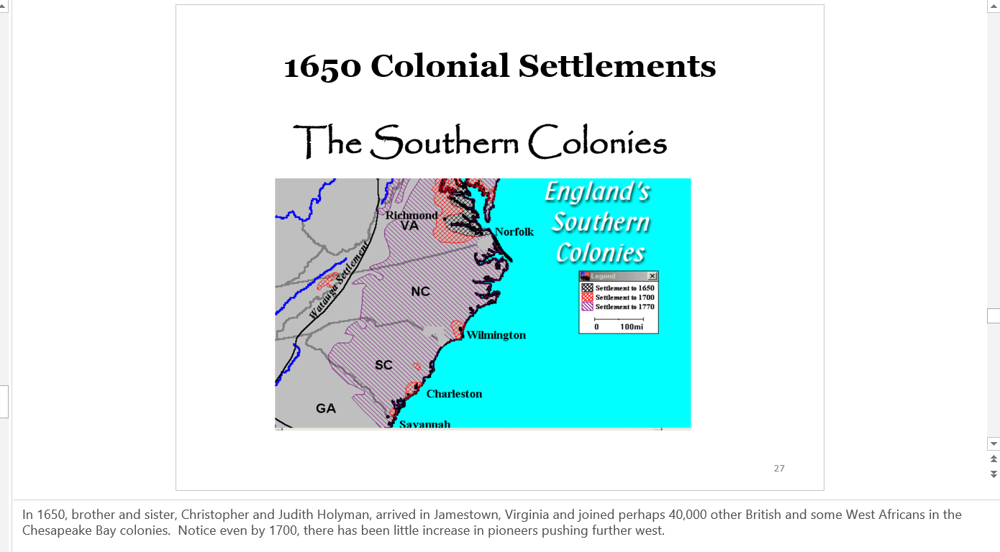 1650 Colonial Settlements
The Southern Colonies
England's
Southern
Colonies
Richmond
VA
Norfolk
Watauga Settlement
NC
Legend
Settlement to 1650
Settlement to 1700
Settlement to 1770
0 100mi
Wilmington
SC
Charleston
GA
Savannah
27
In 1650, brother and sister, Christopher and Judith Holyman, arrived in Jamestown, Virginia and joined perhaps 40,000 other British and some West Africans in the
Chesapeake Bay colonies.  Notice even by 1700, there has been little increase in pioneers pushing further west.